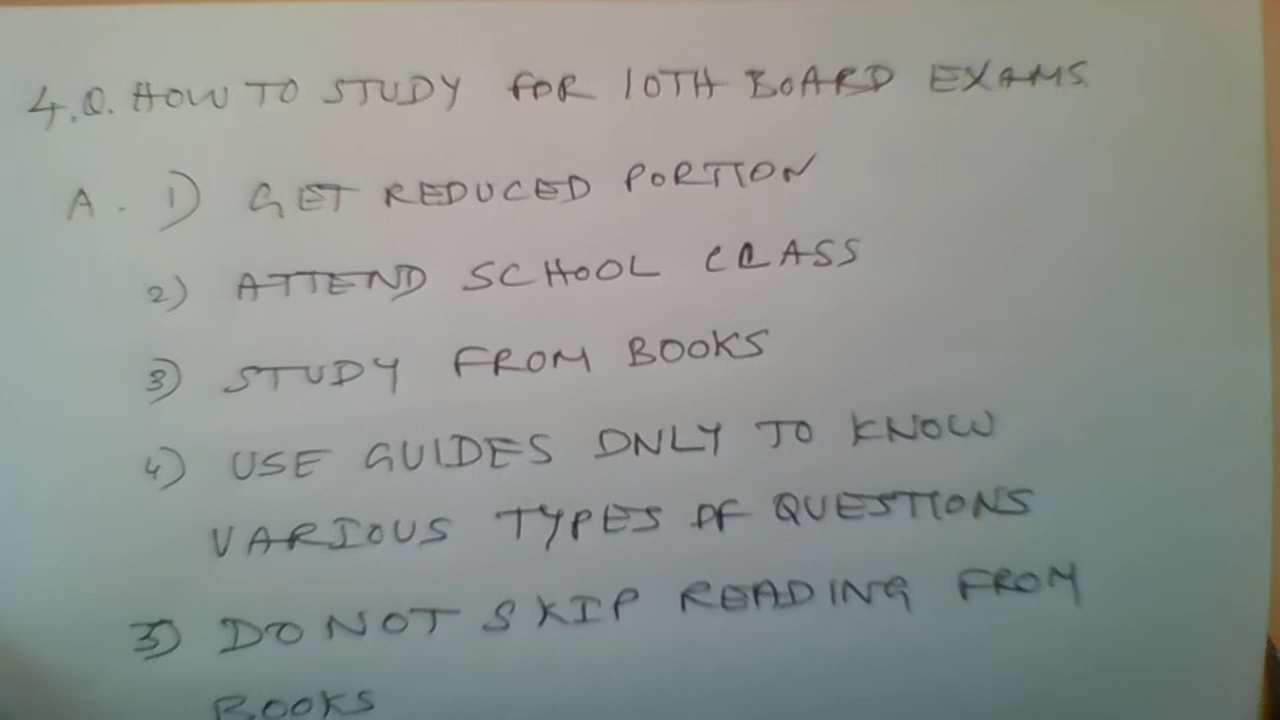 4.Q. HOW TO STUDY FOR 10TH BOARD EXAMS.
A. 1) GET REDUCED PORTION
2) ATTEND SCHOOL CLASS
3) STUDY FROM BOOKS
4) USE GUIDES ONLY TO KNOW
VARIOUS TYPES OF QUESTIONS
5) DO NOT SKIP READING FROM
BOOKS